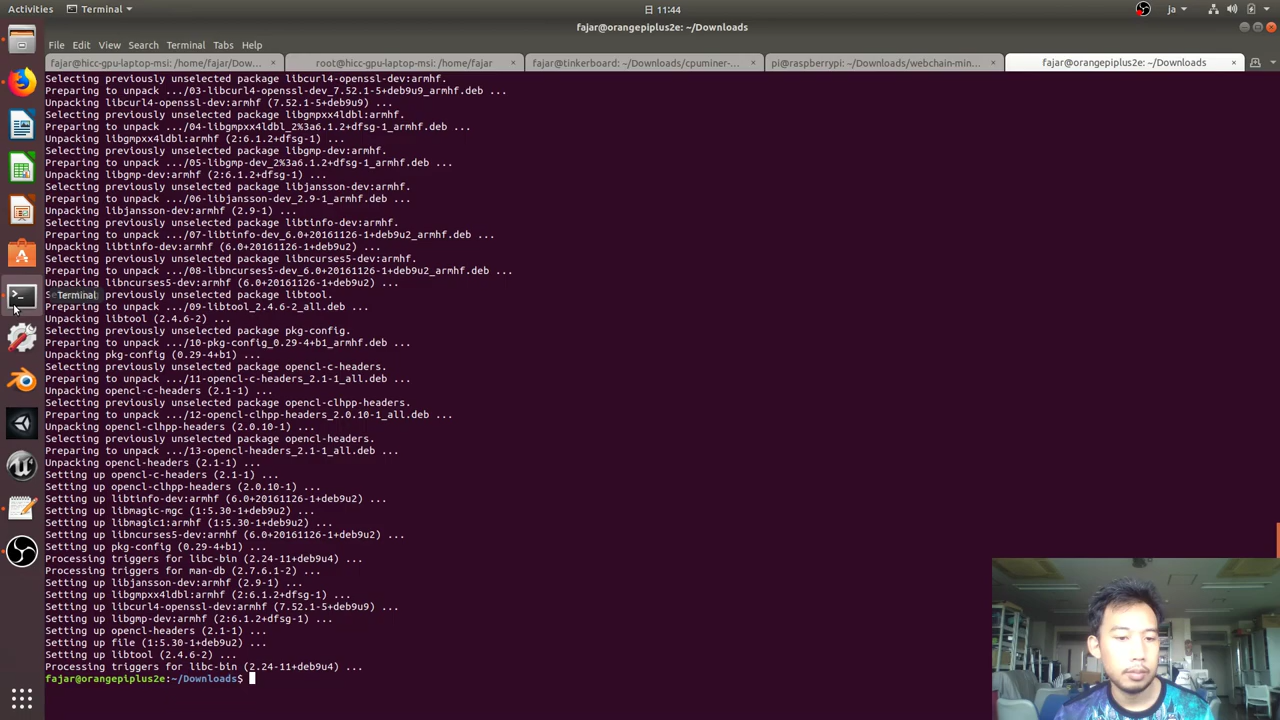 Activities
Terminal
日 11:44
ja
fajar@orangepiplus2e: ~/Downloads
File Edit View Search Terminal Tabs Help
fajar@hicc-gpu-laptop-msi: /home/fajar/Dow...
root@hicc-gpu-laptop-msi: /home/fajar
fajar@tinkerboard: ~/Downloads/cpuminer-...
pi@raspberrypi: ~/Downloads/webchain-min...
fajar@orangepiplus2e: ~/Downloads
Selecting previously unselected package libcurl4-openssl-dev:armhf.
Preparing to unpack .../03-libcurl4-openssl-dev_7.52.1-5+deb9u9_armhf.deb ...
Unpacking libcurl4-openssl-dev:armhf (7.52.1-5+deb9u9) ...
Selecting previously unselected package libgmpxx4ldbl:armhf.
Preparing to unpack .../04-libgmpxx4ldbl_2%3a6.1.2+dfsg-1_armhf.deb ...
Unpacking libgmpxx4ldbl:armhf (2:6.1.2+dfsg-1) ...
Selecting previously unselected package libgmp-dev:armhf.
Preparing to unpack .../05-libgmp-dev_2%3a6.1.2+dfsg-1_armhf.deb ...
Unpacking libgmp-dev:armhf (2:6.1.2+dfsg-1) ...
Selecting previously unselected package libjansson-dev:armhf.
Preparing to unpack .../06-libjansson-dev_2.9-1_armhf.deb ...
Unpacking libjansson-dev:armhf (2.9-1) ...
Selecting previously unselected package libtinfo-dev:armhf.
Preparing to unpack .../07-libtinfo-dev_6.0+20161126-1+deb9u2_armhf.deb ...
Unpacking libtinfo-dev:armhf (6.0+20161126-1+deb9u2) ...
Selecting previously unselected package libncurses5-dev:armhf.
Preparing to unpack .../08-libncurses5-dev_6.0+20161126-1+deb9u2_armhf.deb ...
Unpacking libncurses5-dev:armhf (6.0+20161126-1+deb9u2) ...
Se Terminal previously unselected package libtool.
Preparing to unpack .../09-libtool_2.4.6-2_all.deb ...
Unpacking libtool (2.4.6-2) ...
Selecting previously unselected package pkg-config.
Preparing to unpack .../10-pkg-config_0.29-4+b1_armhf.deb ...
Unpacking pkg-config (0.29-4+b1) ...
Selecting previously unselected package opencl-c-headers.
Preparing to unpack .../11-opencl-c-headers_2.1-1_all.deb ...
Unpacking opencl-c-headers (2.1-1) ...
Selecting previously unselected package opencl-clhpp-headers.
Preparing to unpack .../12-opencl-clhpp-headers_2.0.10-1_all.deb ...
Unpacking opencl-clhpp-headers (2.0.10-1) ...
Selecting previously unselected package opencl-headers.
Preparing to unpack .../13-opencl-headers_2.1-1_all.deb ...
Unpacking opencl-headers (2.1-1) ...
Setting up opencl-c-headers (2.1-1) ...
Setting up opencl-clhpp-headers (2.0.10-1) ...
Setting up libtinfo-dev:armhf (6.0+20161126-1+deb9u2) ...
Setting up libmagic-mgc (1:5.30-1+deb9u2) ...
Setting up libmagic1:armhf (1:5.30-1+deb9u2) ...
Setting up libncurses5-dev:armhf (6.0+20161126-1+deb9u2) ...
Setting up pkg-config (0.29-4+b1) ...
Processing triggers for libc-bin (2.24-11+deb9u4) ...
Processing triggers for man-db (2.7.6.1-2) ...
Setting up libjansson-dev:armhf (2.9-1) ...
Setting up libgmpxx4ldbl:armhf (2:6.1.2+dfsg-1) ...
Setting up libcurl4-openssl-dev:armhf (7.52.1-5+deb9u9) ...
Setting up libgmp-dev:armhf (2:6.1.2+dfsg-1) ...
Setting up opencl-headers (2.1-1) ...
Setting up file (1:5.30-1+deb9u2) ...
Setting up libtool (2.4.6-2) ...
Processing triggers for libc-bin (2.24-11+deb9u4) ...
fajar@orangepiplus2e:~/Downloads$